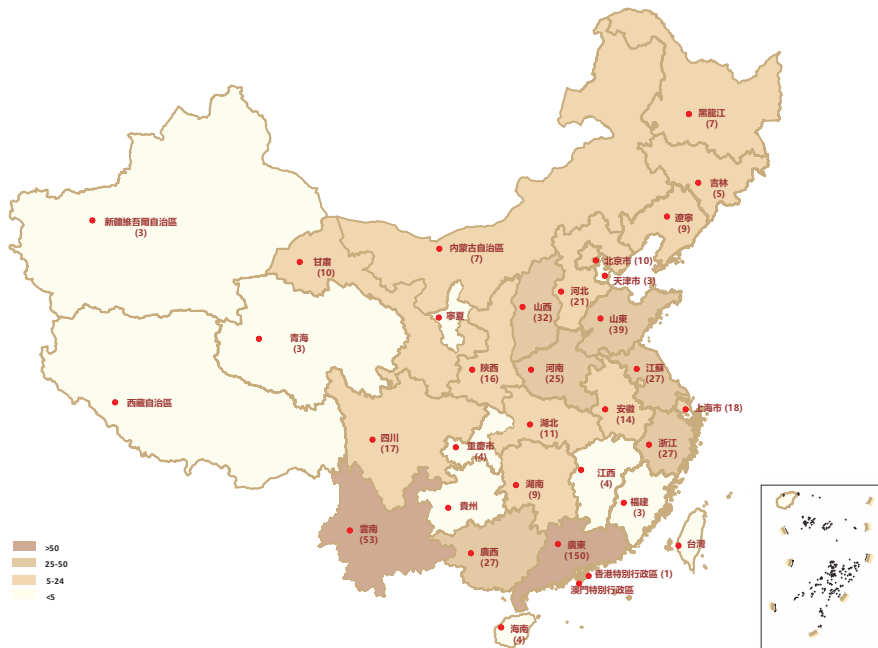 黑龍江
(7)
吉林
(5)
遼寧
(9)
新疆維吾爾自治區
(3)
內蒙古自治區
(7)
甘肅
(10)
北京市 (10)
天津市 (3)
河北
(21)
山西
(32)
山東
(39)
寧夏
青海
(3)
陝西
(16)
河南
(25)
江蘇
(27)
西藏自治區
安徽
(14)
上海市 (18)
四川
(17)
重慶市
(4)
湖北
(11)
浙江
(27)
江西
(4)
湖南
(9)
貴州
福建
(3)
雲南
(53)
廣西
(27)
廣東
(150)
台灣
香港特別行政區 (1)
澳門特別行政區
海南
(4)
>50
25-50
5-24
<5